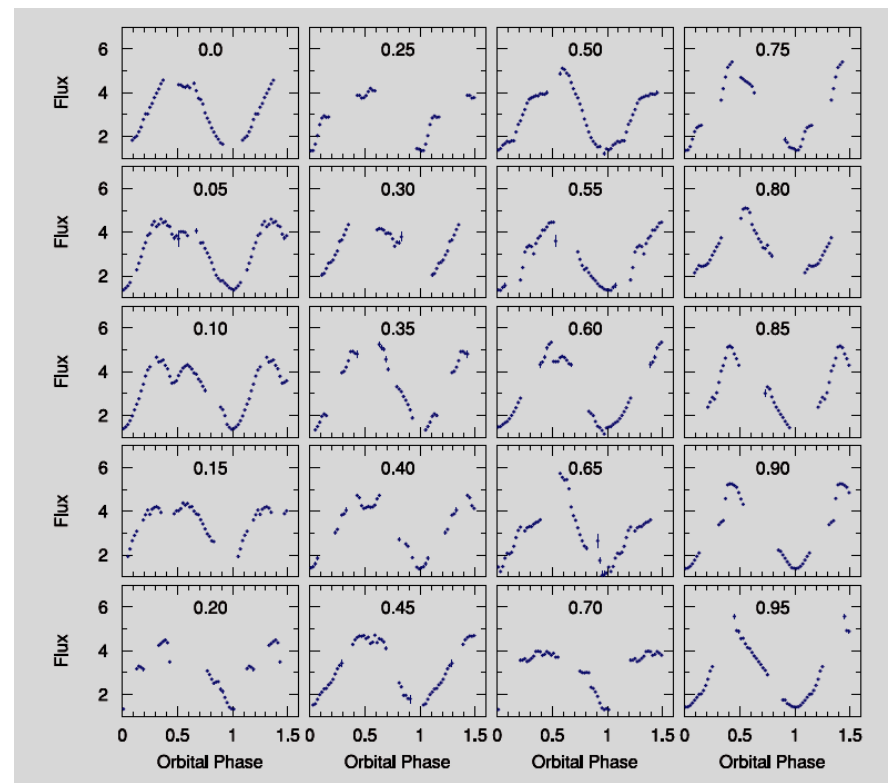 6 0.0 0.25 0.50 0.75
Flux 4
2
6 0.05 0.30 0.55 0.80
Flux 4
2
6 0.10 0.35 0.60 0.85
Flux 4
2
6 0.15 0.40 0.65 0.90
Flux 4
2
6 0.20 0.45 0.70 0.95
Flux 4
2
0 0.5 1 1.5 0 0.5 1 1.5 0 0.5 1 1.5 0 0.5 1 1.5
Orbital Phase Orbital Phase Orbital Phase Orbital Phase